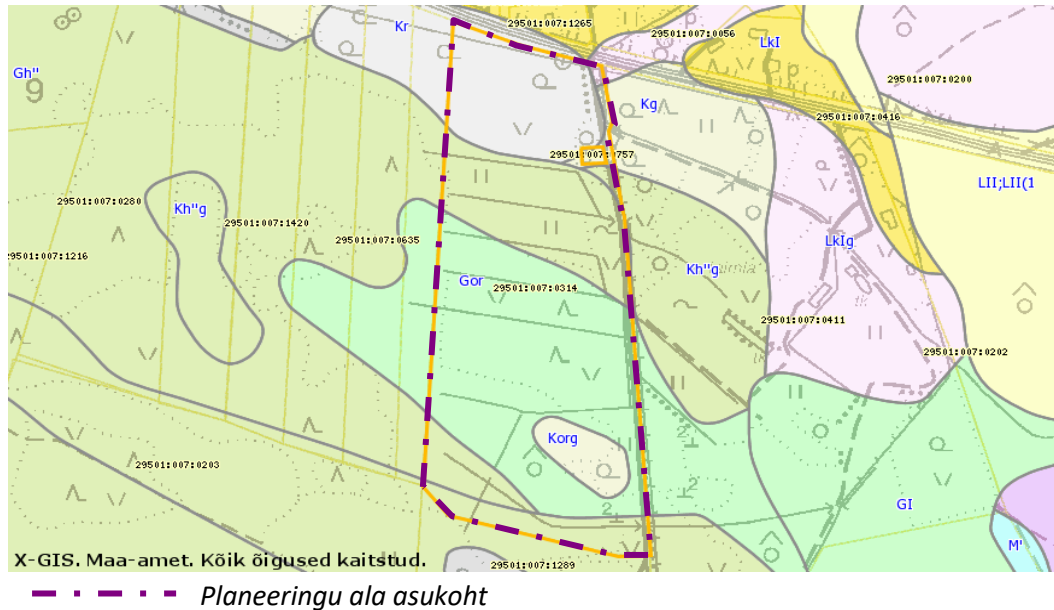 Kr
29501:007:1265
29501:007:0056
LkI
Gh"
9
29501:007:0200
Kg
29501:007:0416
LII;LII(1
Kh"g
29501:007:0280
29501:007:1420
29501:007:0635
LkIg
29501:007:1216
Gor
29501:007:0314
Kh"g
29501:007:0411
29501:007:0202
Korg
29501:007:0203
2
2
GI
M'
X-GIS. Maa-amet. Kõik õigused kaitstud.
29501:007:1289
Planeeringu ala asukoht